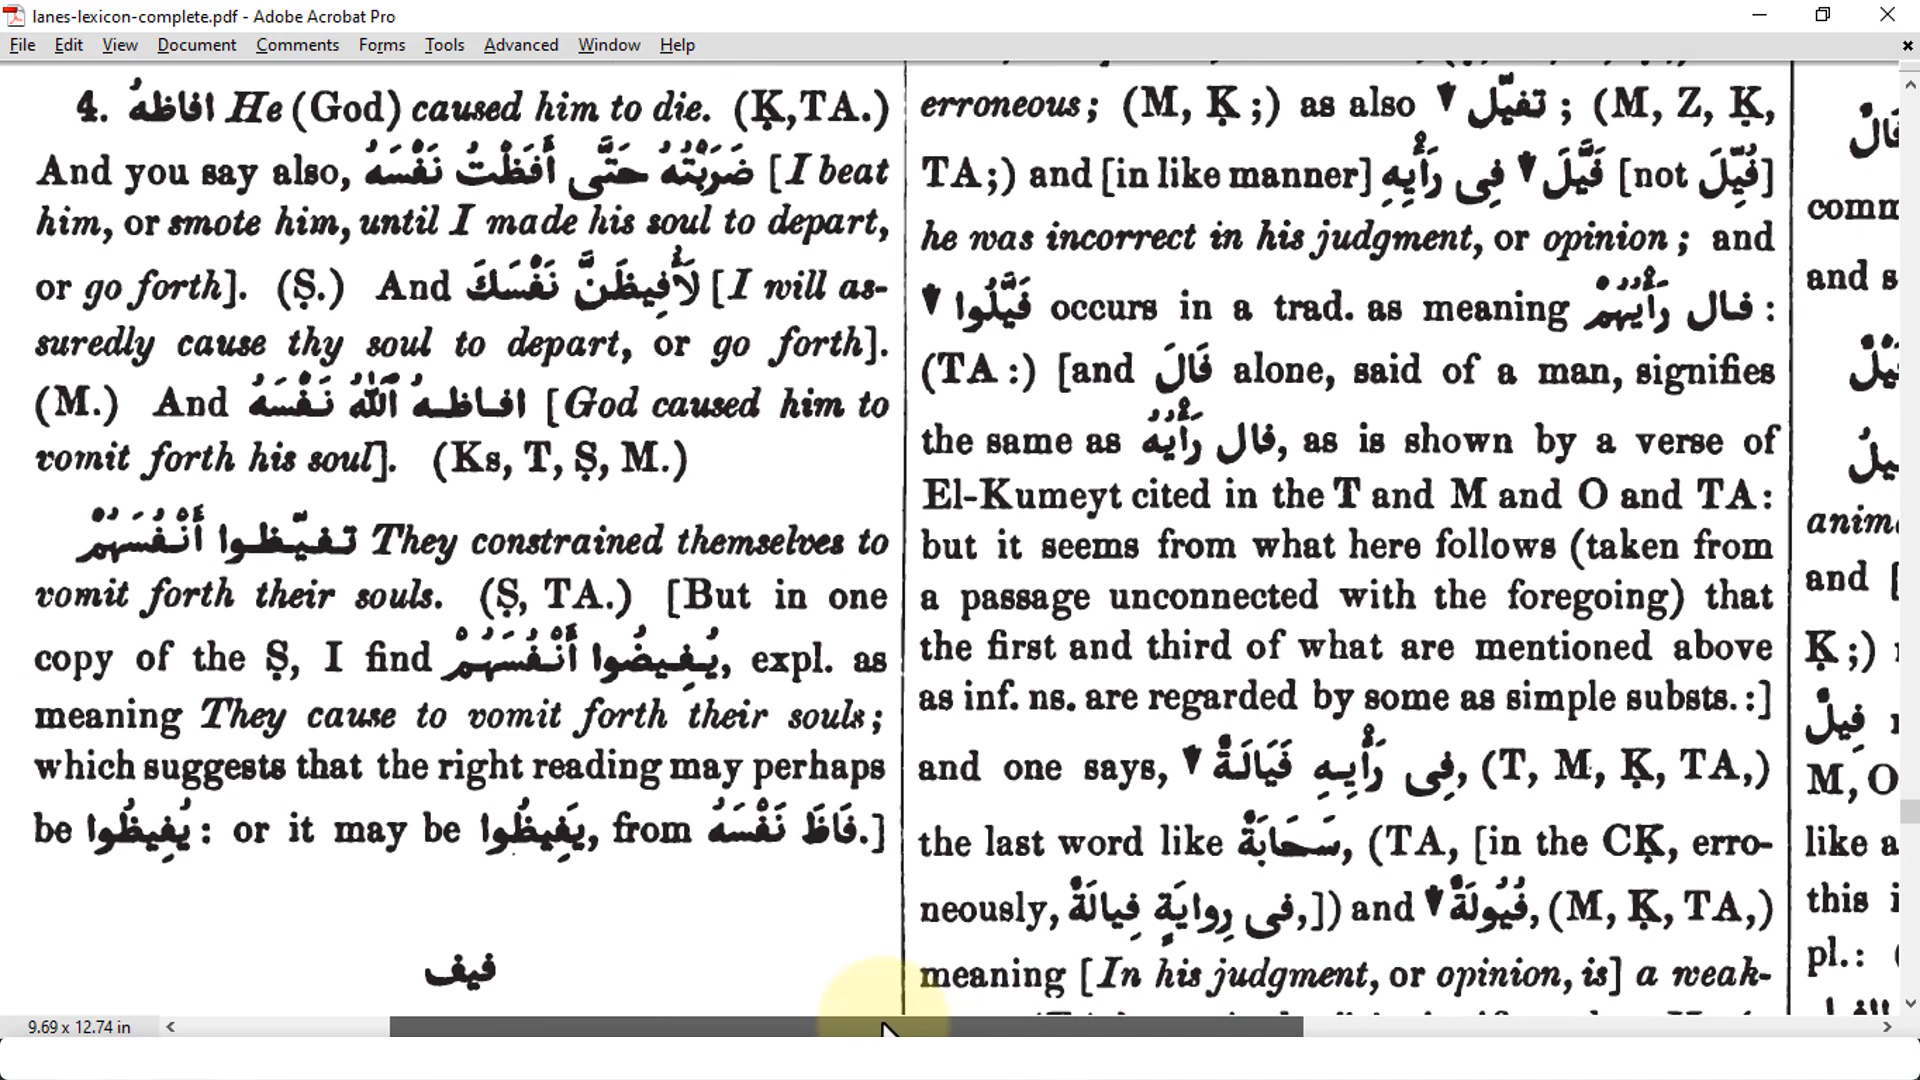 lanes-lexicon-complete.pdf - Adobe Acrobat Pro
File Edit View Document Comments Forms Tools Advanced Window Help
4. افاظهُ He (God) caused him to die. (Ḳ,TA.)
And you say also, ضَرَبْتُهُ حَتَّى أَفَظْتُ نَفْسَهُ [I beat
him, or smote him, until I made his soul to depart,
or go forth]. (Ṣ.) And لَأُفِيظَنَّ نَفْسَكَ [I will as-
suredly cause thy soul to depart, or go forth].
(M.) And افاظهُ ٱللّٰهُ نَفْسَهُ [God caused him to
vomit forth his soul]. (Ks, T, Ṣ, M.)
تفيّظوا أَنْفُسَهُمْ They constrained themselves to
vomit forth their souls. (Ṣ, TA.) [But in one
copy of the Ṣ, I find يُفِيضُوا أَنْفُسَهُمْ, expl. as
meaning They cause to vomit forth their souls;
which suggests that the right reading may perhaps
be يُفِيظُوا: or it may be يَفِيظُوا, from فَاظَ نَفْسَهُ.]
فيف
erroneous; (M, Ḳ;) as also ▼ تفيّل; (M, Z, Ḳ,
TA;) and [in like manner] فَيَّلَ ▼ فِى رَأْيِهِ [not فُيِّلَ]
he was incorrect in his judgment, or opinion; and
▼ فَيَّلُوا occurs in a trad. as meaning فال رَأْيُهُمْ:
(TA:) [and فَالَ alone, said of a man, signifies
the same as فال رَأْيُهُ, as is shown by a verse of
El-Kumeyt cited in the T and M and O and TA:
but it seems from what here follows (taken from
a passage unconnected with the foregoing) that
the first and third of what are mentioned above
as inf. ns. are regarded by some as simple substs.:]
and one says, فِى رَأْيِهِ فَيَالَةٌ ▼, (T, M, Ḳ, TA,)
the last word like سَحَابَةٌ, (TA, [in the CḲ, erro-
neously, فى رِوايَةٍ فِيالَةٌ,]) and ▼ فُيُولَةٌ, (M, Ḳ, TA,)
meaning [In his judgment, or opinion, is] a weak-
and s
and [
Ḳ;)
فِيلٌ
M, O
like a
this i
pl.: (
9.69 x 12.74 in